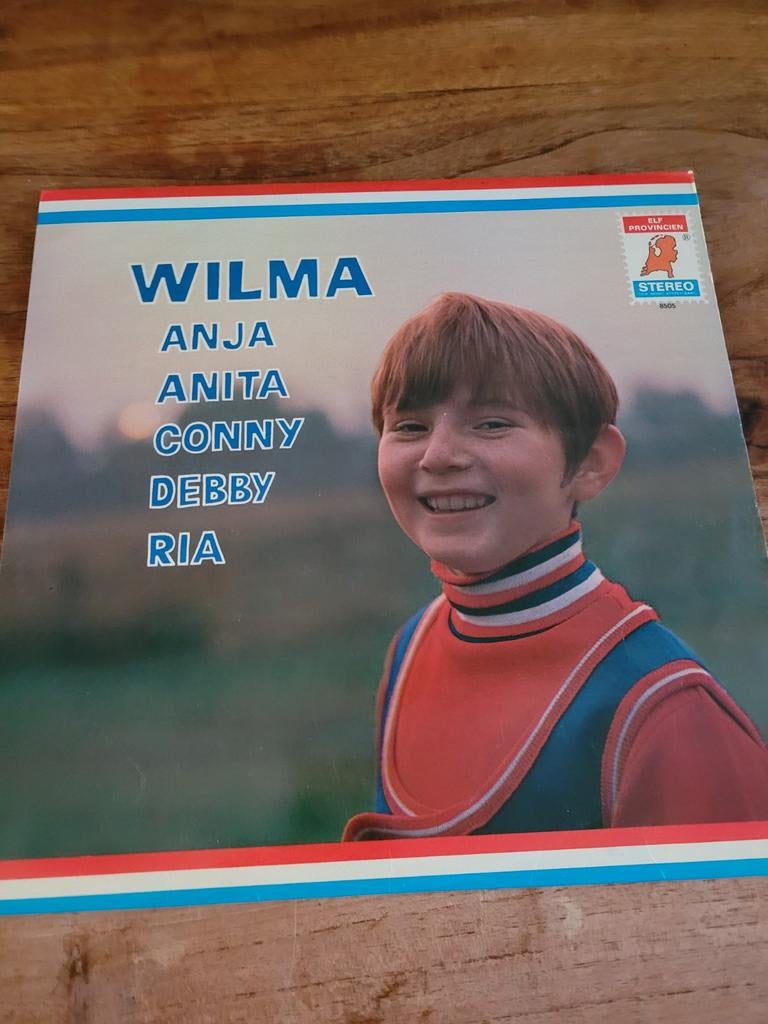 WILMA
ANJA
ANITA
CONNY
DEBBY
RIA
ELF
PROVINCIEN
®
STEREO
8505